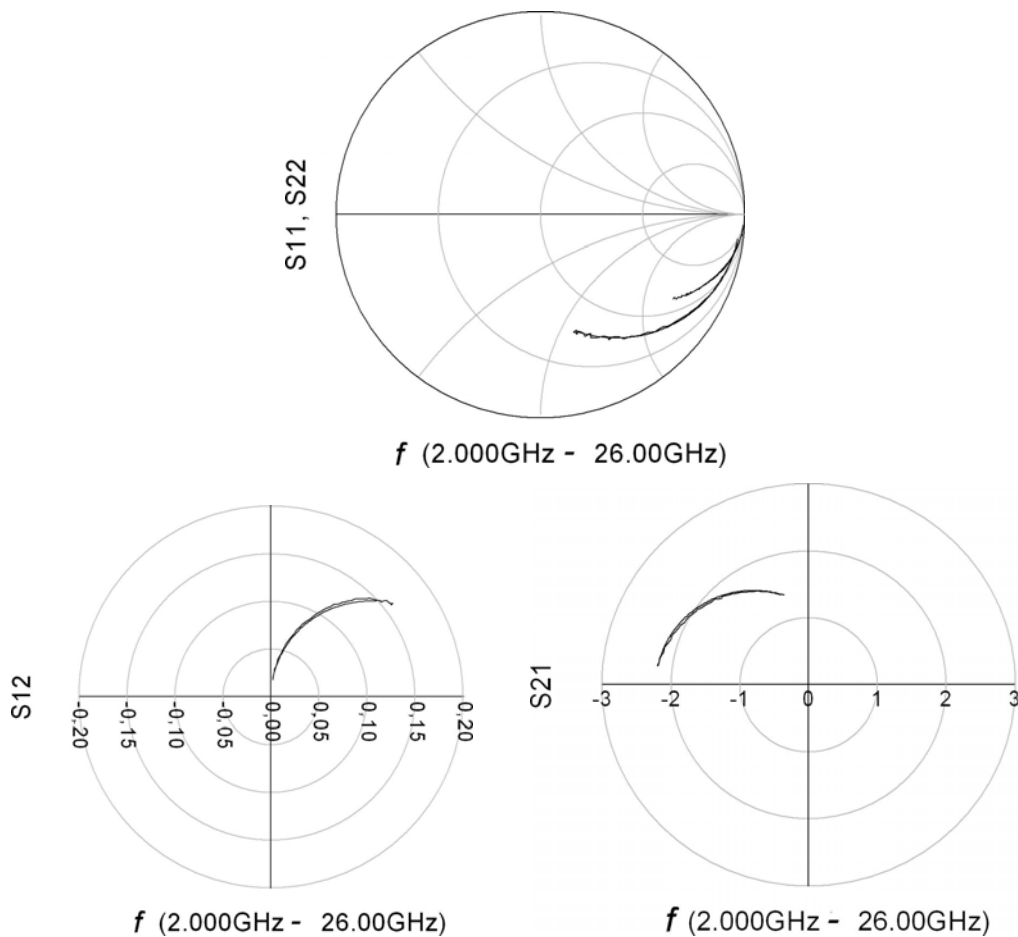 S11, S22
f (2.000GHz - 26.00GHz)
S12
-0,20 -0,15 -0,10 -0,05 0,00 0,05 0,10 0,15 0,20
f (2.000GHz - 26.00GHz)
S21
-3 -2 -1 0 1 2 3
f (2.000GHz - 26.00GHz)